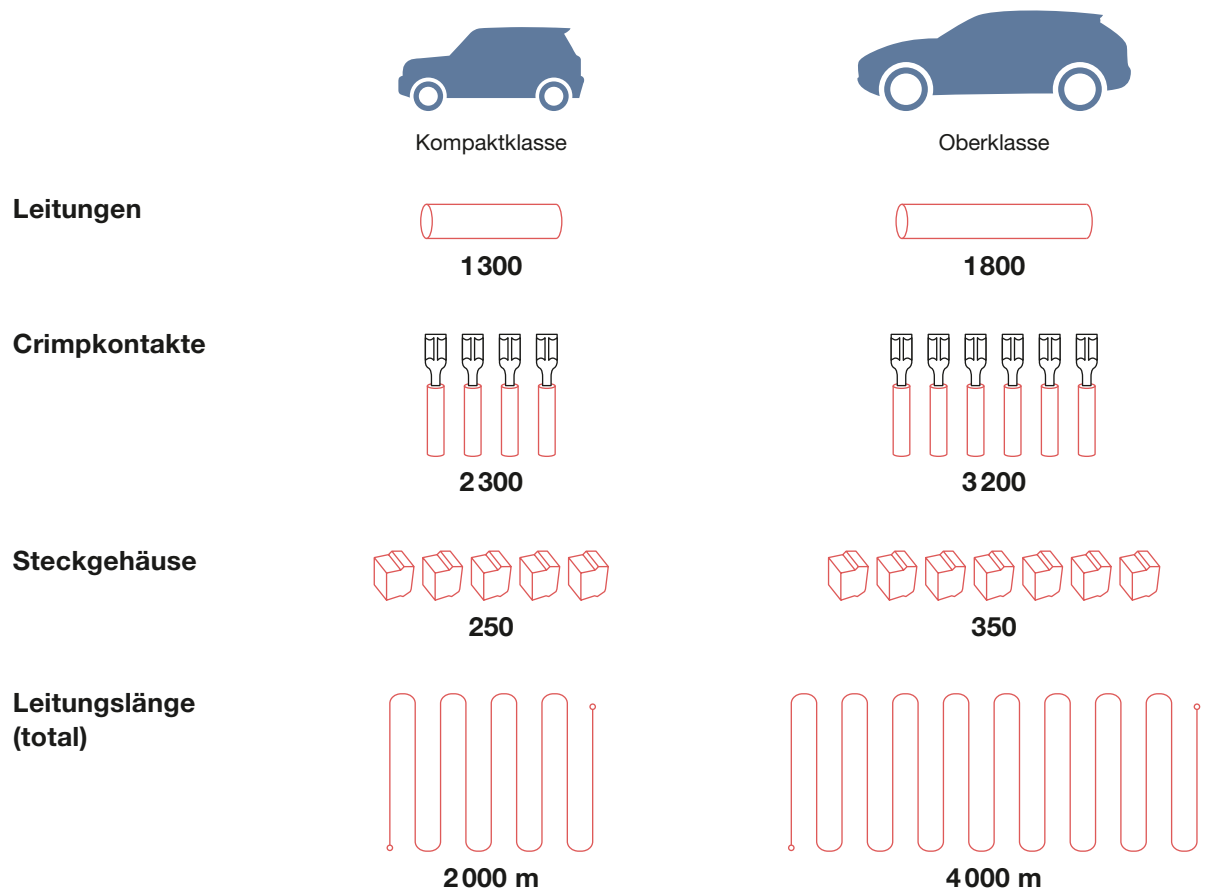 Kompaktklasse
Oberklasse
Leitungen
1300
1800
Crimpkontakte
2300
3200
Steckgehäuse
250
350
Leitungslänge
(total)
2000 m
4000 m